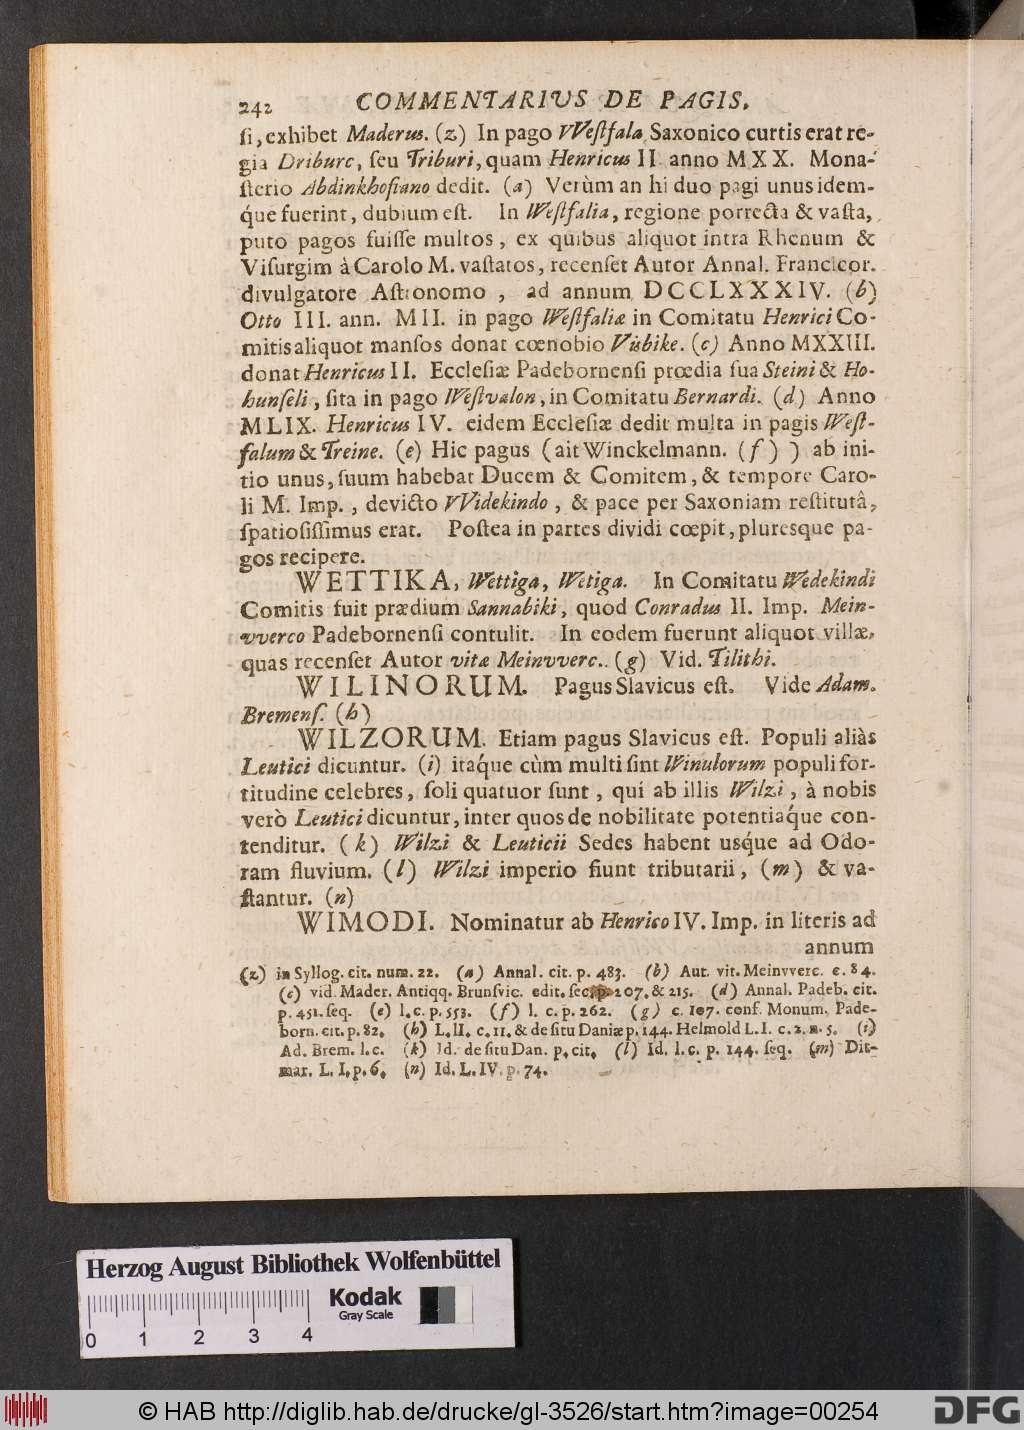 242 COMMENTARIVS DE PAGIS.
ſi, exhibet Maderus. (z) In pago VVeſtfala Saxonico curtis erat re-
gia Driburc, ſeu Triburi, quam Henricus II anno MXX. Mona-
ſterio Abdinkhofiano dedit. (a) Verùm an hi duo pagi unus idem-
q́ue fuerint, dubium eſt. In Weſtfalia, regione porrecta & vaſta,
puto pagos fuiſſe multos, ex quibus aliquot intra Rhenum &
Viſurgim à Carolo M. vaſtatos, recenſet Autor Annal. Francicor.
divulgatore Aſtronomo, ad annum DCCLXXXIV. (b)
Otto III. ann. MII. in pago Weſtfaliæ in Comitatu Henrici Co-
mitis aliquot manſos donat cœnobio Vübike. (c) Anno MXXIII.
donat Henricus II. Eccleſiæ Padebornenſi prœdia ſua Steini & Ho-
hunſeli, ſita in pago Weſtvalon, in Comitatu Bernardi. (d) Anno
MLIX. Henricus IV. eidem Eccleſiæ dedit multa in pagis Weſt-
falum & Treine. (e) Hic pagus (ait Winckelmann. (f) ) ab ini-
tio unus, ſuum habebat Ducem & Comitem, & tempore Caro-
li M. Imp., devicto VVidekindo, & pace per Saxoniam reſtitutâ,
ſpatioſiſſimus erat. Poſtea in partes dividi cœpit, pluresque pa-
gos recipere.
WETTIKA, Wettiga, Wetiga. In Comitatu Wedekindi
Comitis fuit prædium Sannabiki, quod Conradus II. Imp. Mein-
vverco Padebornenſi contulit. In eodem fuerunt aliquot villæ,
quas recenſet Autor vitæ Meinvverc.. (g) Vid. Tilithi.
WILINORUM. Pagus Slavicus eſt. Vide Adam.
Bremenſ. (h)
WILZORUM. Etiam pagus Slavicus eſt. Populi aliàs
Leutici dicuntur. (i) itaq́ue cùm multi ſint Winulorum populi for-
titudine celebres, ſoli quatuor ſunt, qui ab illis Wilzi, à nobis
verò Leutici dicuntur, inter quos de nobilitate potentiaq́ue con-
tenditur. (k) Wilzi & Leuticii Sedes habent usq́ue ad Odo-
ram fluvium. (l) Wilzi imperio fiunt tributarii, (m) & va-
ſtantur. (n)
WIMODI. Nominatur ab Henrico IV. Imp. in literis ad
annum
(z) in Syllog. cit. num. 22. (a) Annal. cit. p. 483. (b) Aut. vit. Meinvverc. c. 84.
(c) vid. Mader. Antiqq. Brunſvic. edit. ſec. p. 207. & 215. (d) Annal. Padeb. cit.
p. 451. ſeq. (e) l. c. p. 553. (f) l. c. p. 262. (g) c. 107. conf. Monum. Pade-
born. cit. p. 82. (h) L. II. c. 11. & de ſitu Daniæ p. 144. Helmold L. I. c. 2. n. 5. (i)
Ad. Brem. l. c. (k) Id. de ſitu Dan. p. cit. (l) Id. l. c. p. 144. ſeq. (m) Dit-
mar. L. I. p. 6. (n) Id. L. IV. p. 74.
Herzog August Bibliothek Wolfenbüttel
Kodak
Gray Scale
0 1 2 3 4
© HAB http://diglib.hab.de/drucke/gl-3526/start.htm?image=00254
DFG